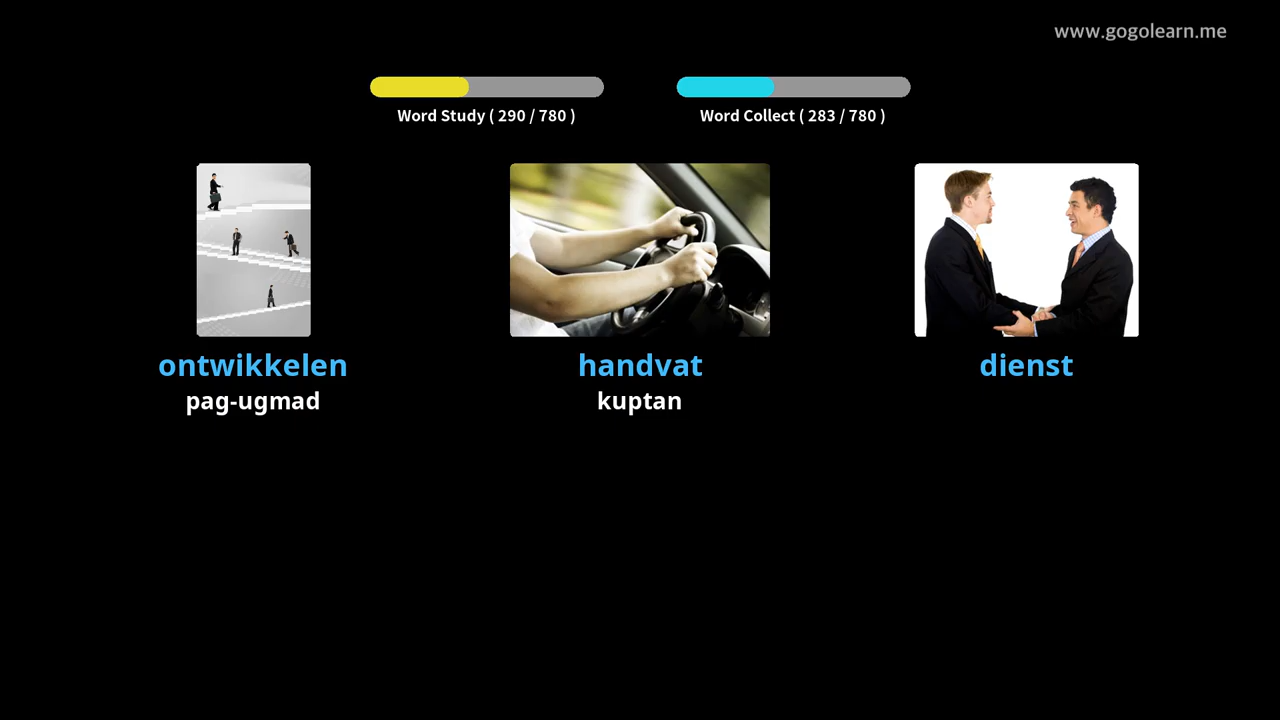 www.gogolearn.me
Word Study ( 290 / 780 )
Word Collect ( 283 / 780 )
ontwikkelen
pag-ugmad
handvat
kuptan
dienst